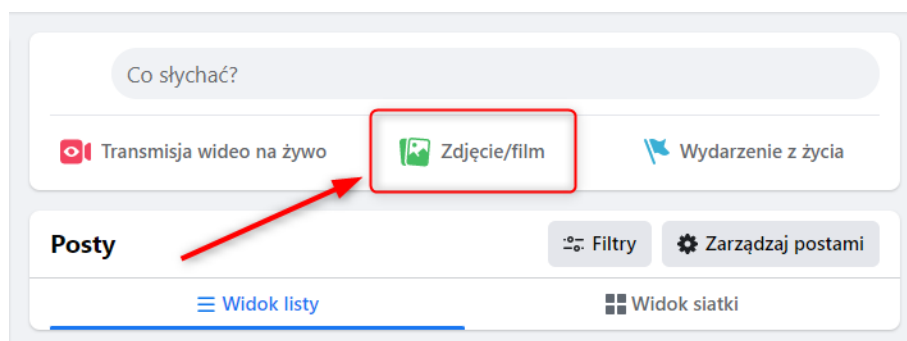 Co słychać?
Transmisja wideo na żywo Zdjęcie/film Wydarzenie z życia
Posty Filtry Zarządzaj postami
Widok listy Widok siatki